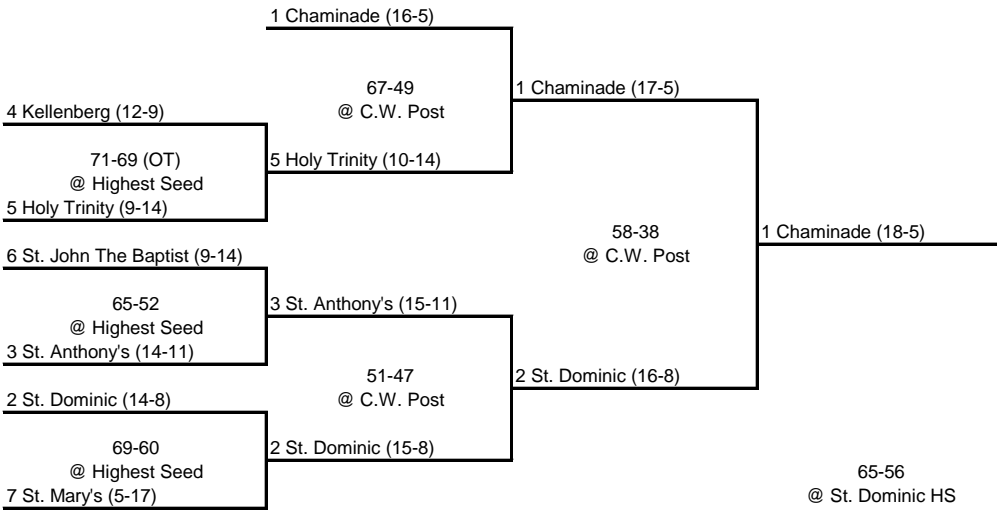 1 Chaminade (16-5)
67-49
@ C.W. Post
1 Chaminade (17-5)
4 Kellenberg (12-9)
71-69 (OT)
@ Highest Seed
5 Holy Trinity (10-14)
5 Holy Trinity (9-14)
58-38
@ C.W. Post
1 Chaminade (18-5)
6 St. John The Baptist (9-14)
65-52
@ Highest Seed
3 St. Anthony's (15-11)
3 St. Anthony's (14-11)
51-47
@ C.W. Post
2 St. Dominic (16-8)
2 St. Dominic (14-8)
69-60
@ Highest Seed
2 St. Dominic (15-8)
7 St. Mary's (5-17)
65-56
@ St. Dominic HS